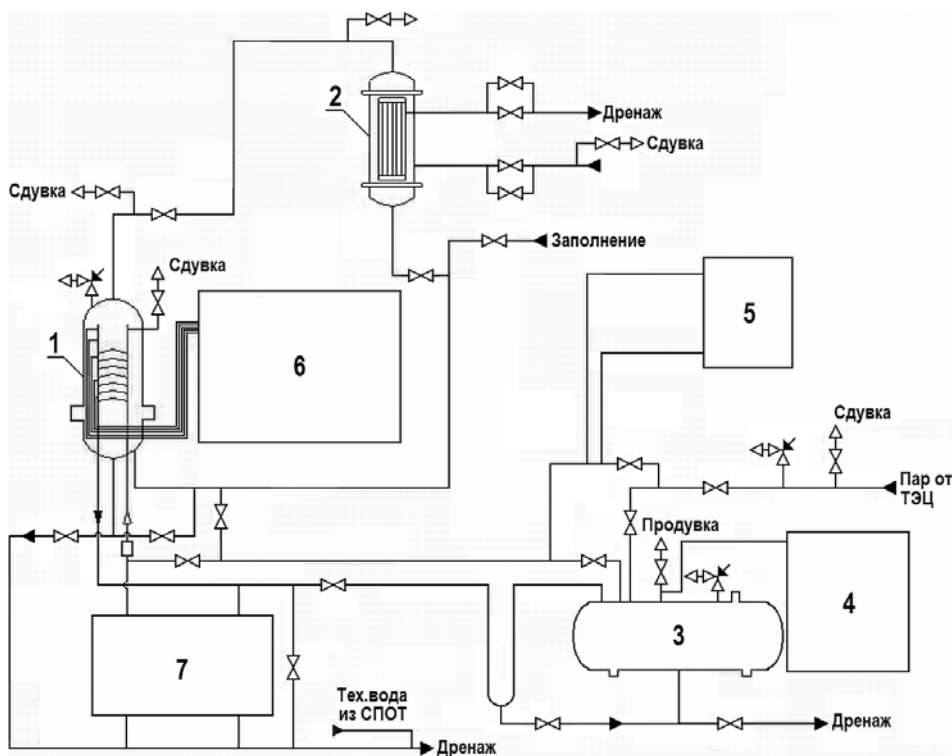 2
Дренаж
Сдувка
Сдувка
Заполнение
Сдувка
1
6
5
Сдувка
Пар от
ТЭЦ
Продувка
3
4
7
Тех.вода
из СПОТ
Дренаж
Дренаж